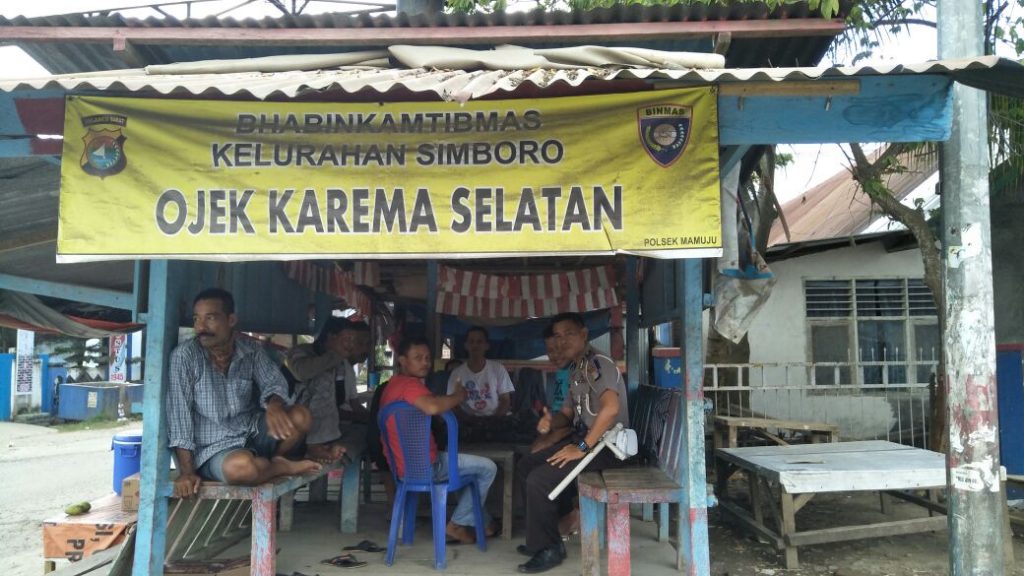 BHABINKAMTIBMAS
KELURAHAN SIMBORO
OJEK KAREMA SELATAN
POLSEK MAMUJU
BINMAS